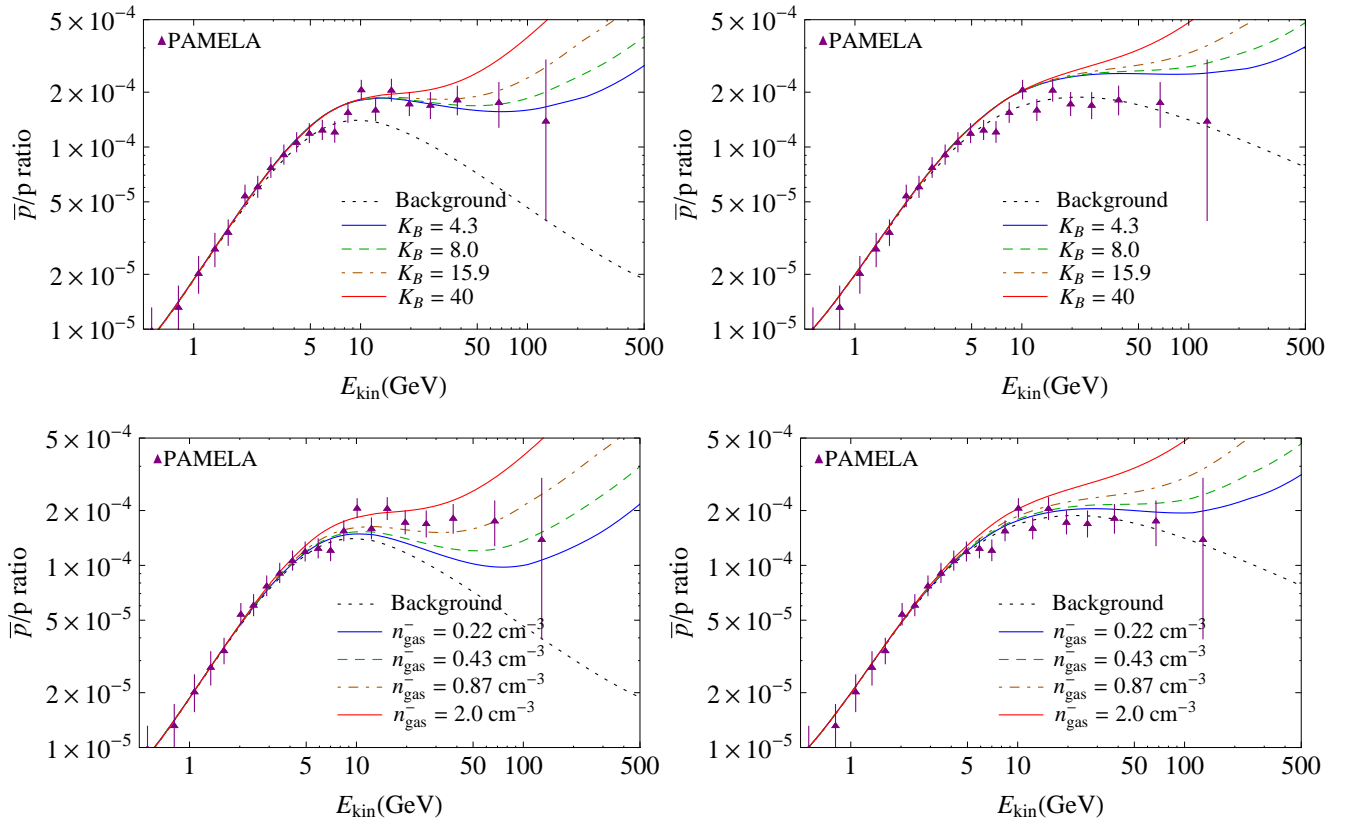 5 × 10⁻⁴
▲PAMELA
2 × 10⁻⁴
1 × 10⁻⁴
p̅/p ratio
5 × 10⁻⁵
2 × 10⁻⁵
1 × 10⁻⁵
Background
K_B = 4.3
K_B = 8.0
K_B = 15.9
K_B = 40
1 5 10 50 100 500
E_kin(GeV)
5 × 10⁻⁴
▲PAMELA
2 × 10⁻⁴
1 × 10⁻⁴
p̅/p ratio
5 × 10⁻⁵
2 × 10⁻⁵
1 × 10⁻⁵
Background
K_B = 4.3
K_B = 8.0
K_B = 15.9
K_B = 40
1 5 10 50 100 500
E_kin(GeV)
5 × 10⁻⁴
▲PAMELA
2 × 10⁻⁴
1 × 10⁻⁴
p̅/p ratio
5 × 10⁻⁵
2 × 10⁻⁵
1 × 10⁻⁵
Background
n_gas⁻ = 0.22 cm⁻³
n_gas⁻ = 0.43 cm⁻³
n_gas⁻ = 0.87 cm⁻³
n_gas⁻ = 2.0 cm⁻³
1 5 10 50 100 500
E_kin(GeV)
5 × 10⁻⁴
▲PAMELA
2 × 10⁻⁴
1 × 10⁻⁴
p̅/p ratio
5 × 10⁻⁵
2 × 10⁻⁵
1 × 10⁻⁵
Background
n_gas⁻ = 0.22 cm⁻³
n_gas⁻ = 0.43 cm⁻³
n_gas⁻ = 0.87 cm⁻³
n_gas⁻ = 2.0 cm⁻³
1 5 10 50 100 500
E_kin(GeV)